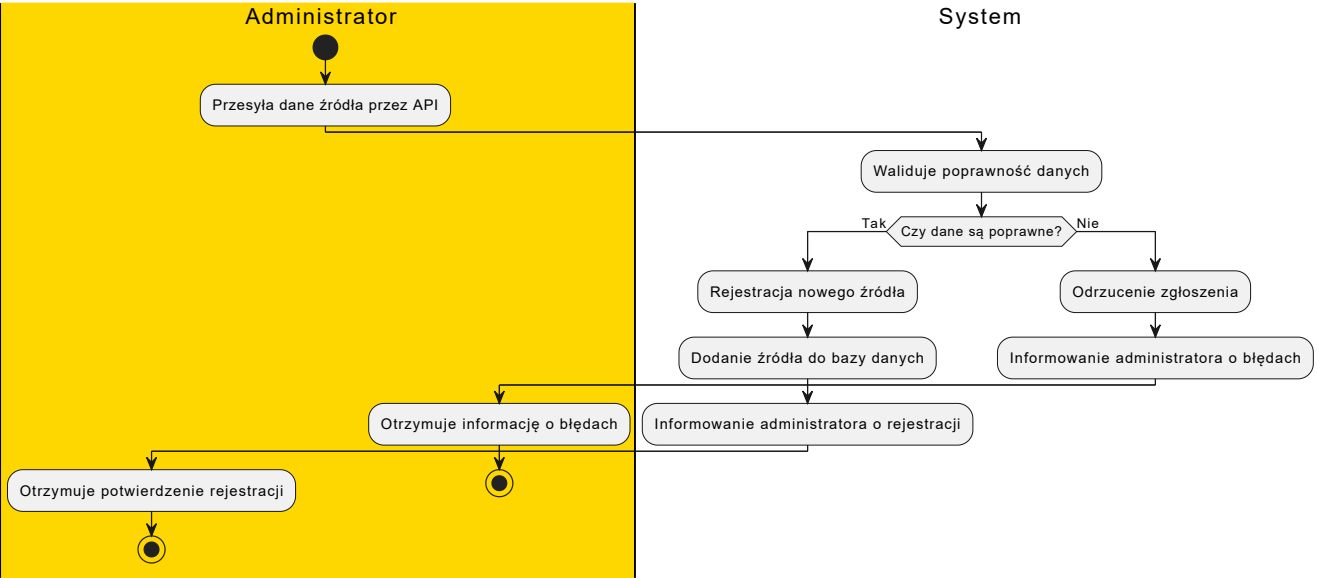 Administrator
System
Przesyła dane źródła przez API
Waliduje poprawność danych
Tak
Czy dane są poprawne?
Nie
Rejestracja nowego źródła
Odrzucenie zgłoszenia
Dodanie źródła do bazy danych
Informowanie administratora o błędach
Otrzymuje informację o błędach
Informowanie administratora o rejestracji
Otrzymuje potwierdzenie rejestracji